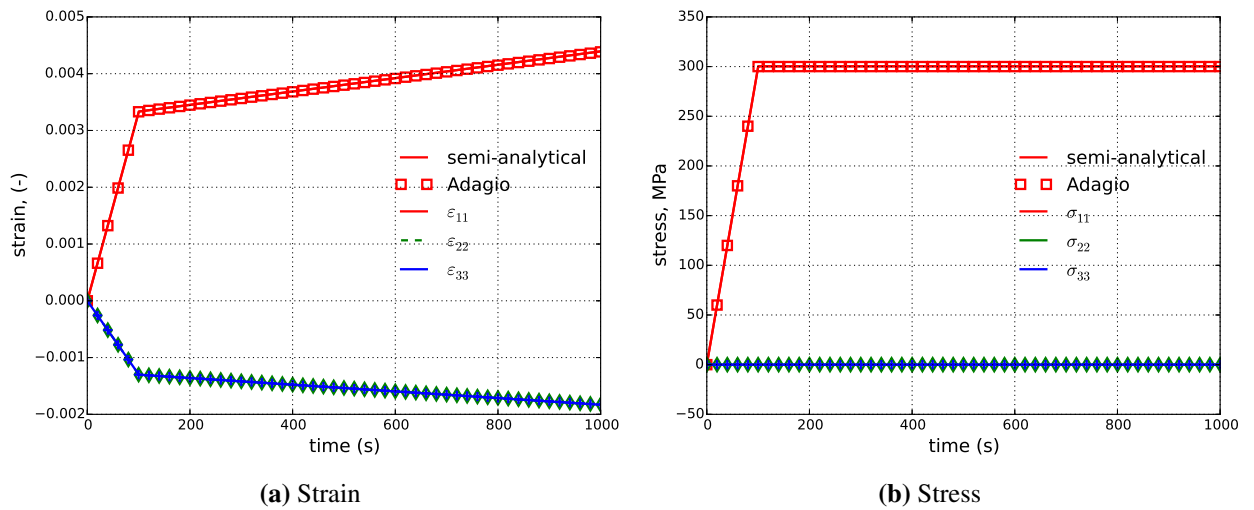 0.005
0.004
0.003
0.002
0.001
0.000
−0.001
−0.002
strain, (-)
0
200
400
600
800
1000
time (s)
semi-analytical
Adagio
ε11
ε22
ε33
(a) Strain
350
300
250
200
150
100
50
0
−50
stress, MPa
0
200
400
600
800
1000
time (s)
semi-analytical
Adagio
σ11
σ22
σ33
(b) Stress